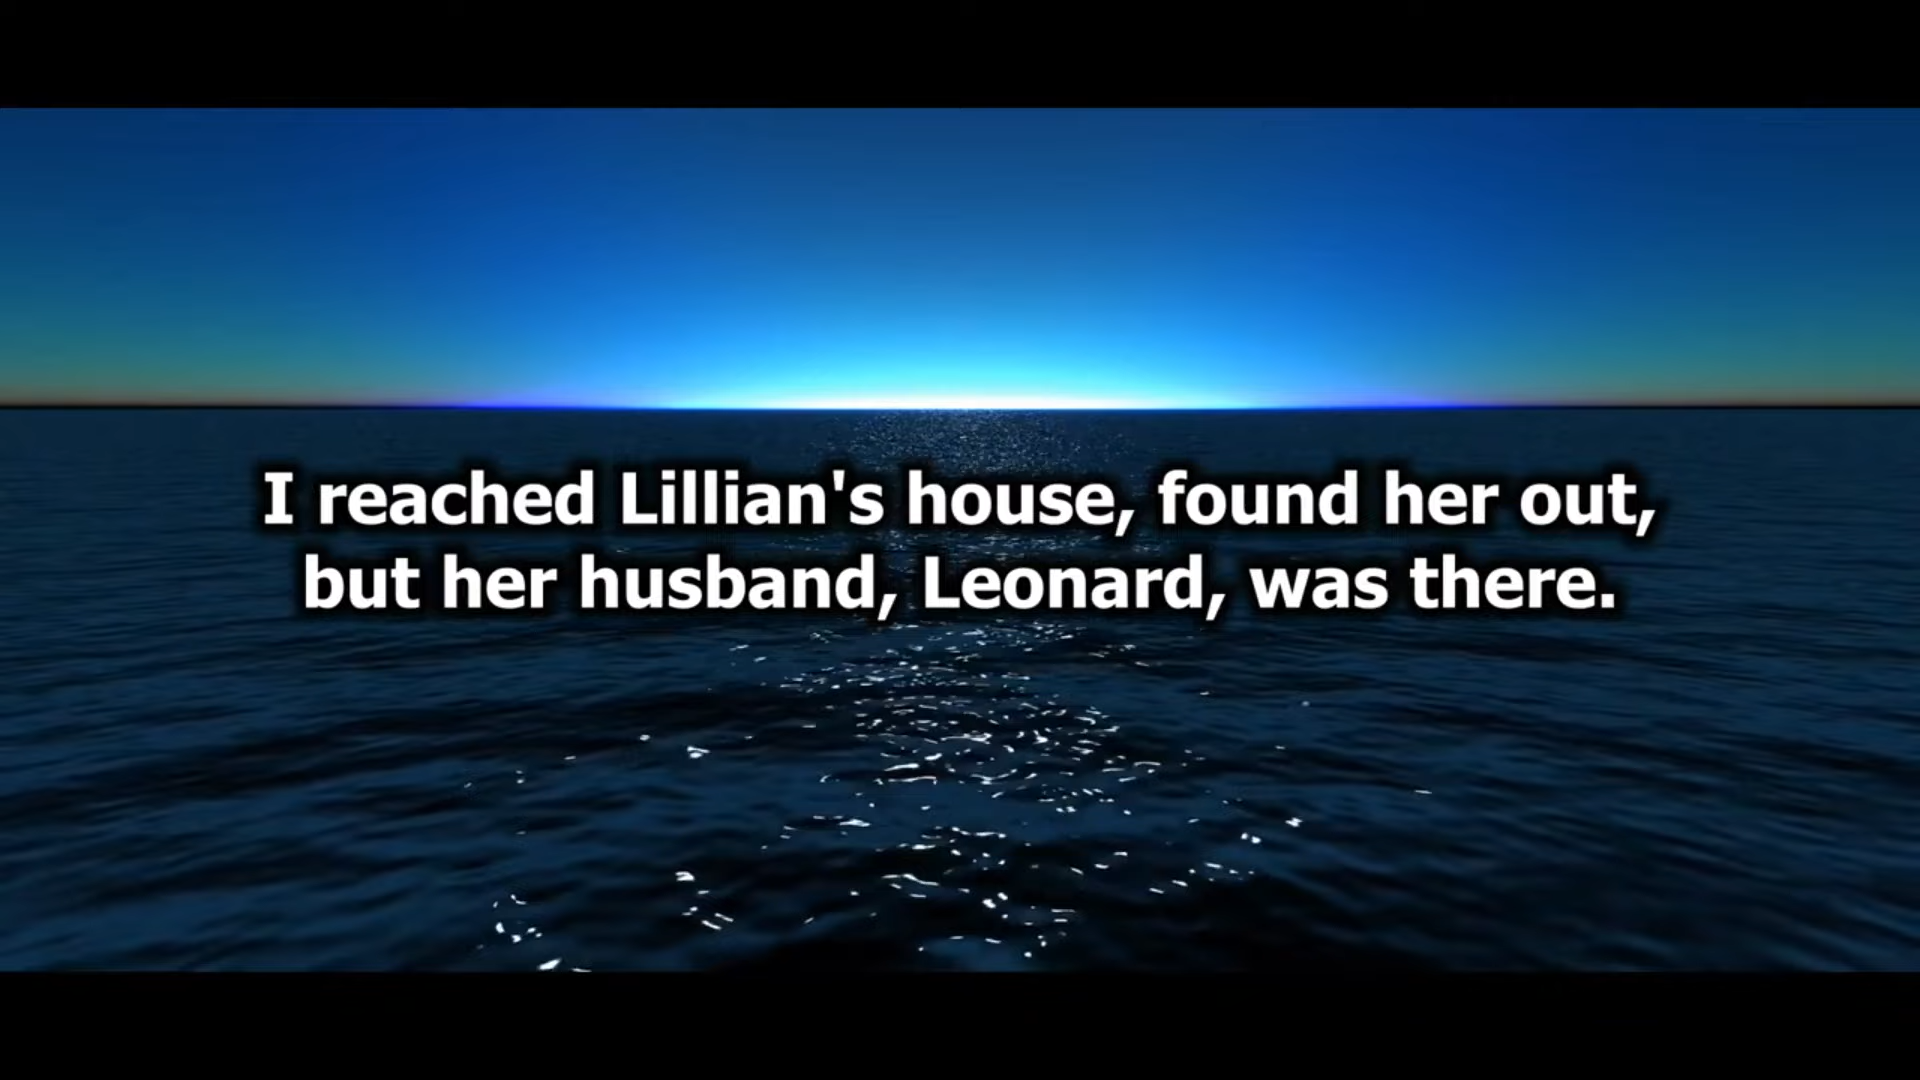 I reached Lillian's house, found her out,
but her husband, Leonard, was there.